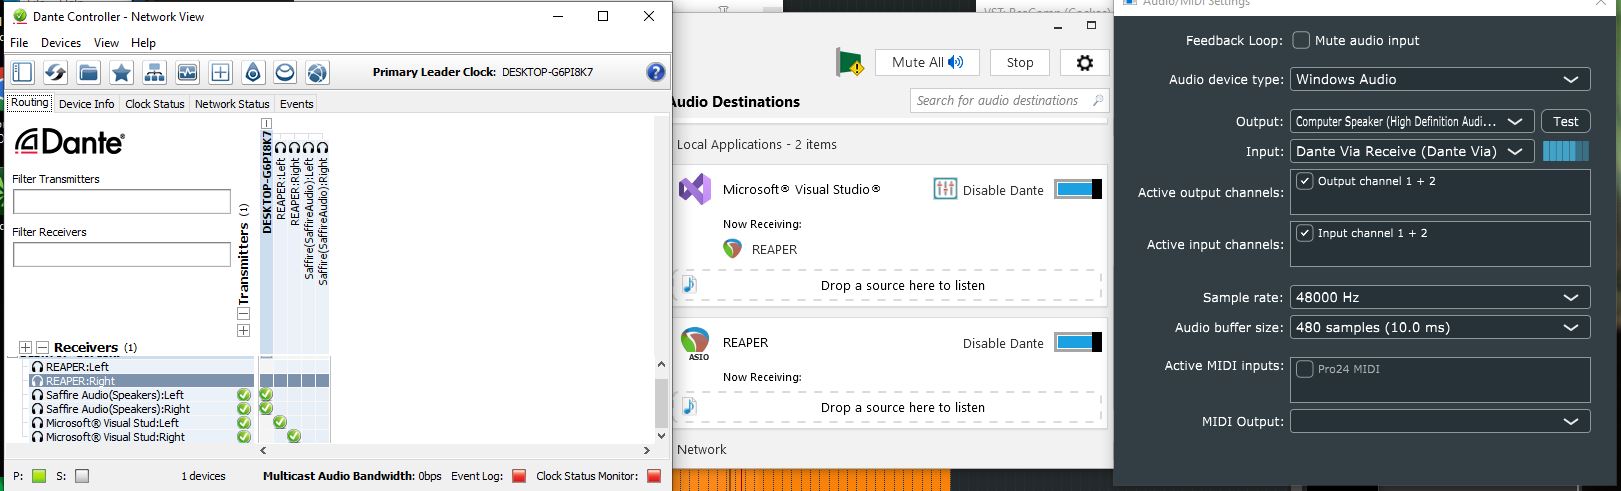 Dante Controller - Network View
File Devices View Help
Primary Leader Clock: DESKTOP-G6PI8K7
?
Routing Device Info Clock Status Network Status Events
Dante®
Filter Transmitters
Filter Receivers
Transmitters (1)
DESKTOP-G6PI8K7
REAPER:Left
REAPER:Right
Saffire(SaffireAudio):Left
Saffire(SaffireAudio):Right
Receivers (1)
REAPER:Left
REAPER:Right
Saffire Audio(Speakers):Left
Saffire Audio(Speakers):Right
Microsoft® Visual Stud:Left
Microsoft® Visual Stud:Right
P: S: 1 devices Multicast Audio Bandwidth: 0bps Event Log: Clock Status Monitor:
Mute All Stop
Audio Destinations
Search for audio destinations
Local Applications - 2 items
Microsoft® Visual Studio® Disable Dante
Now Receiving:
REAPER
Drop a source here to listen
REAPER Disable Dante
ASIO
Now Receiving:
Drop a source here to listen
Network
Audio/MIDI Settings
Feedback Loop: Mute audio input
Audio device type: Windows Audio
Output: Computer Speaker (High Definition Audi... Test
Input: Dante Via Receive (Dante Via)
Active output channels: Output channel 1 + 2
Active input channels: Input channel 1 + 2
Sample rate: 48000 Hz
Audio buffer size: 480 samples (10.0 ms)
Active MIDI inputs: Pro24 MIDI
MIDI Output: